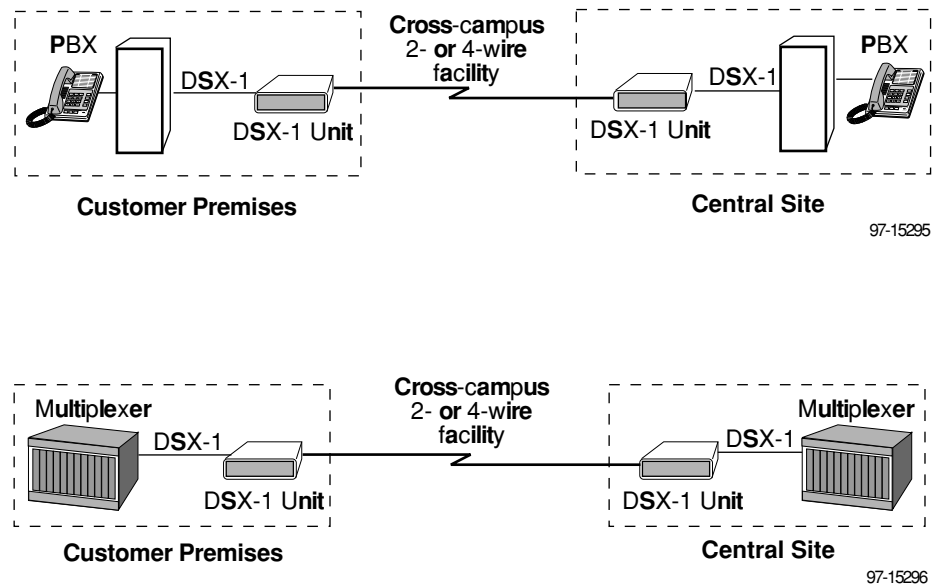 Cross-campus
2- or 4-wire
facility
PBX
PBX
DSX-1
DSX-1
DSX-1 Unit
DSX-1 Unit
Customer Premises
Central Site
97-15295
Cross-campus
2- or 4-wire
facility
Multiplexer
Multiplexer
DSX-1
DSX-1
DSX-1 Unit
DSX-1 Unit
Customer Premises
Central Site
97-15296